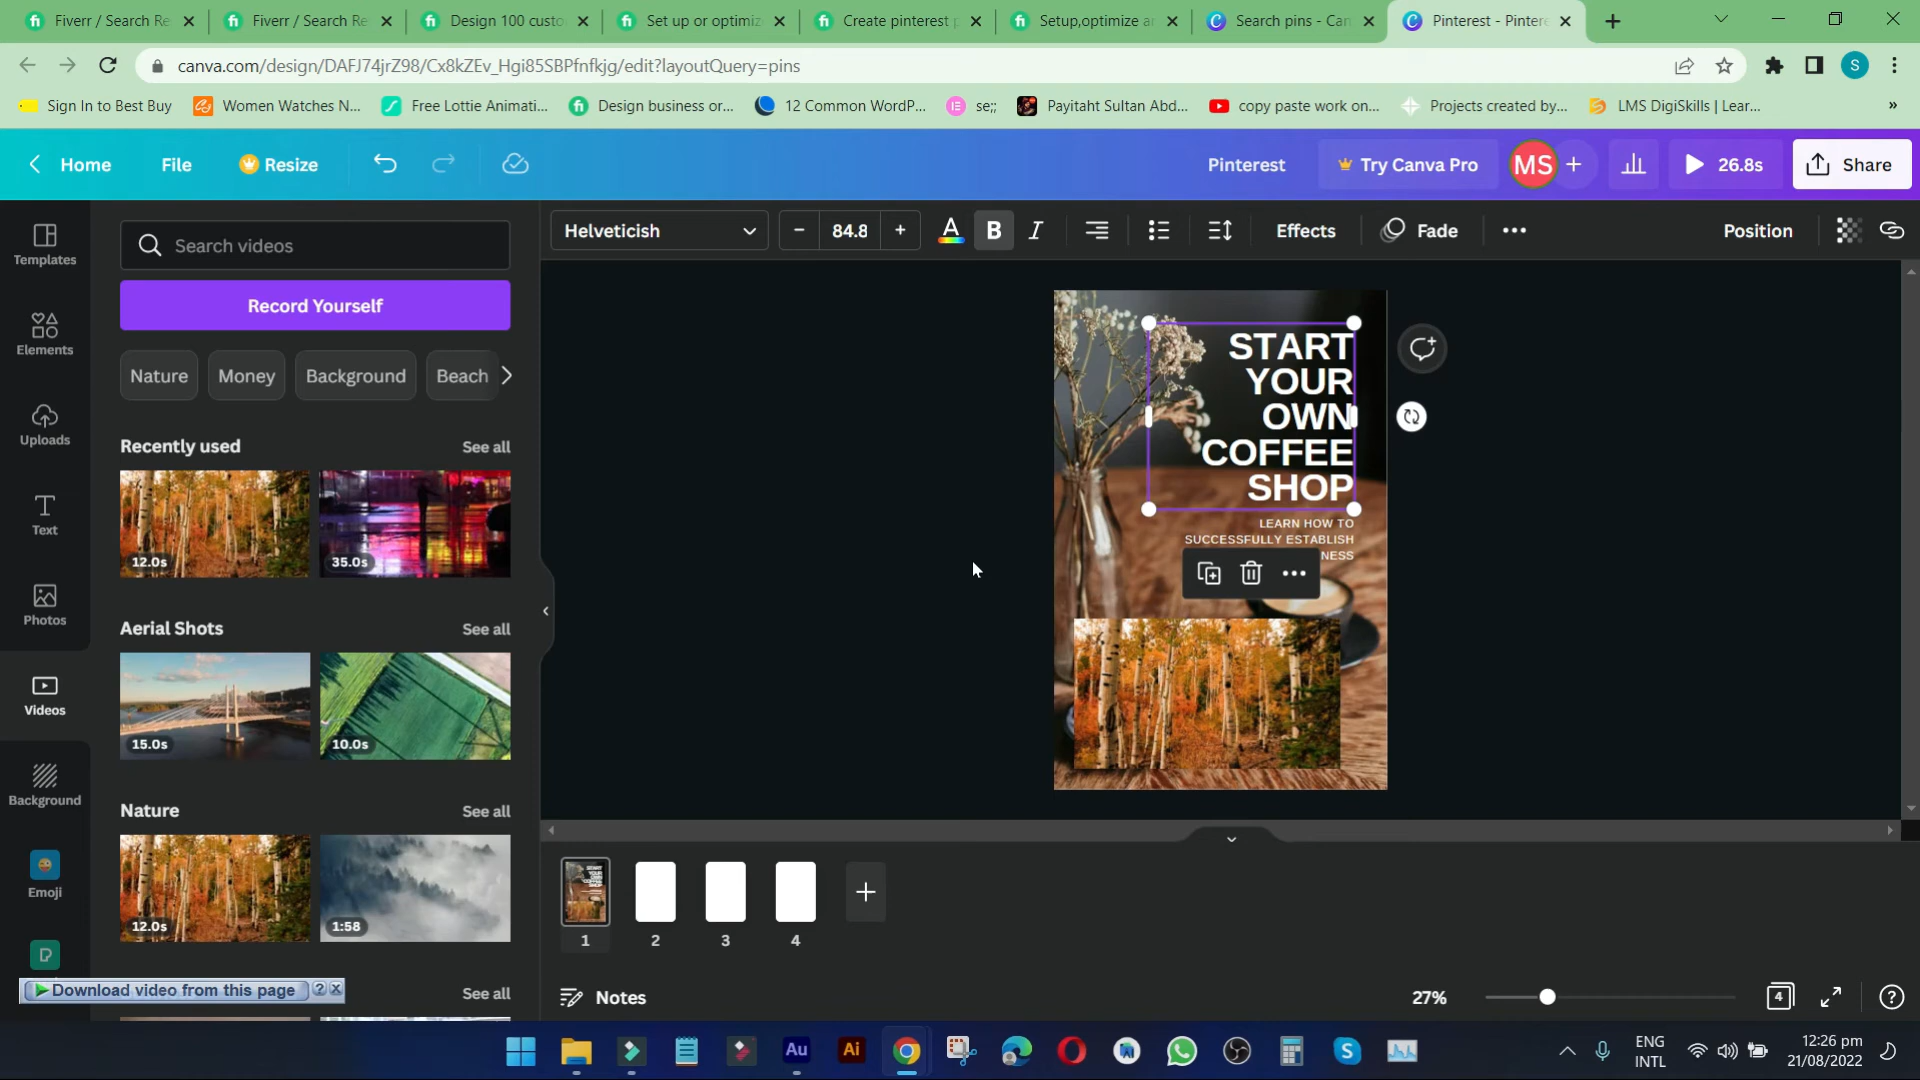 Fiverr / Search Re
Fiverr / Search Re
Design 100 custo
Set up or optimiz
Create pinterest p
Setup,optimize a
Search pins - Can
Pinterest - Pintere
canva.com/design/DAFJ74jrZ98/Cx8kZEv_Hgi85SBPfnfkjg/edit?layoutQuery=pins
S
Sign In to Best Buy
Women Watches N...
Free Lottie Animati...
Design business or...
12 Common WordP...
se;;
Payitaht Sultan Abd...
copy paste work on...
Projects created by...
LMS DigiSkills | Lear...
»
Home
File
Resize
Pinterest
Try Canva Pro
MS
+
26.8s
Share
Helveticish
−
84.8
+
A
B
I
Effects
Fade
Position
Templates
Elements
Uploads
Text
Photos
Videos
Background
Emoji
Search videos
Record Yourself
Nature
Money
Background
Beach
Recently used
See all
12.0s
35.0s
Aerial Shots
See all
15.0s
10.0s
Nature
See all
12.0s
1:58
See all
Download video from this page
?
x
START
YOUR
OWN
COFFEE
SHOP
LEARN HOW TO
SUCCESSFULLY ESTABLISH
NESS
1
2
3
4
+
Notes
27%
4
?
Au
Ai
ENG
INTL
12:26 pm
21/08/2022